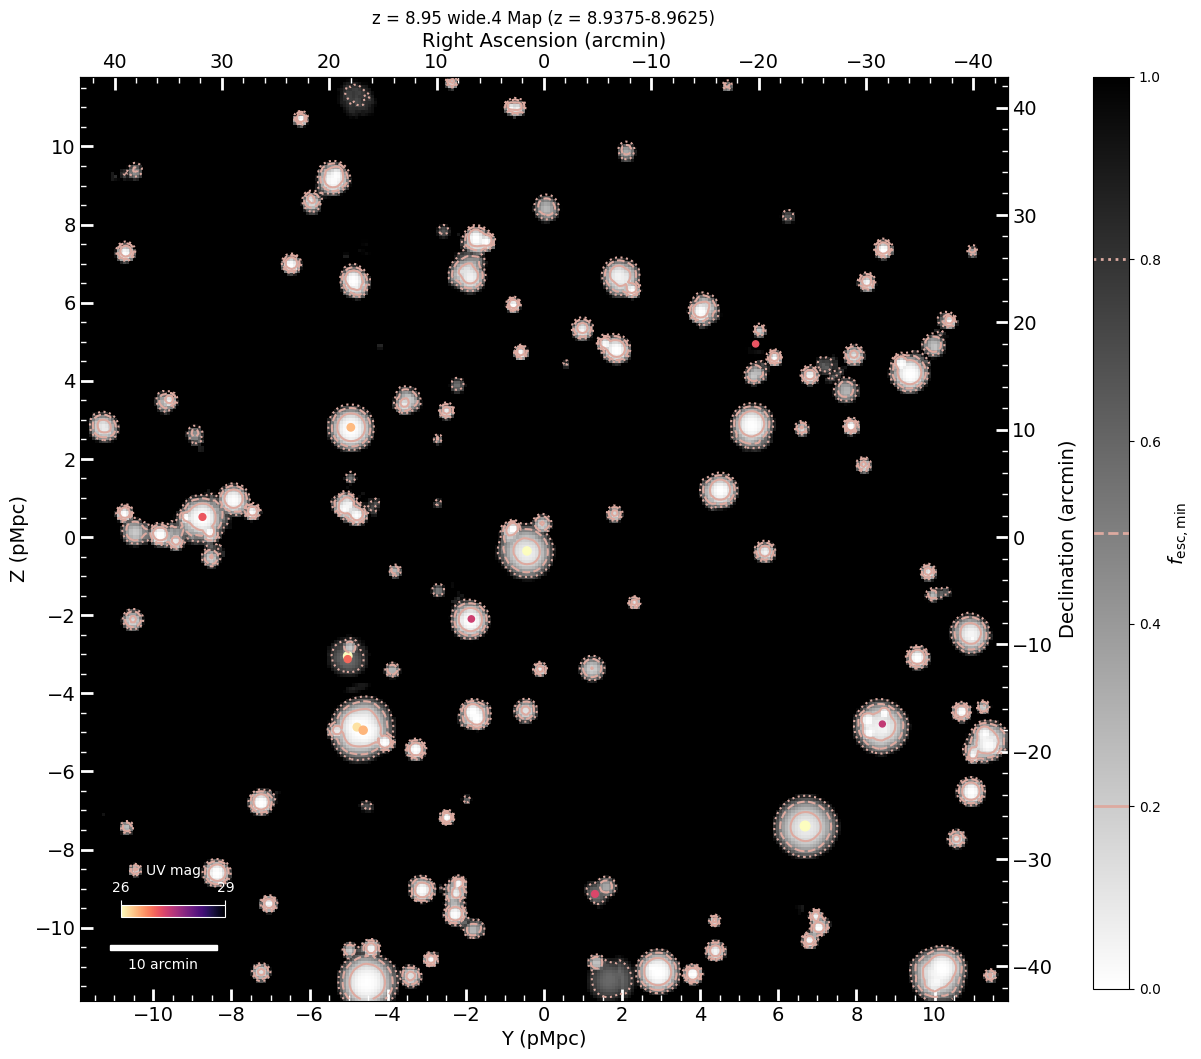 z = 8.95 wide.4 Map (z = 8.9375-8.9625)
Right Ascension (arcmin)
40 30 20 10 0 −10 −20 −30 −40
10
8
6
4
2
0
−2
−4
−6
−8
−10
Z (pMpc)
40
30
20
10
0
−10
−20
−30
−40
Declination (arcmin)
1.0
0.8
0.6
0.4
0.2
0.0
fesc,min
UV mag
26 29
10 arcmin
−10 −8 −6 −4 −2 0 2 4 6 8 10
Y (pMpc)